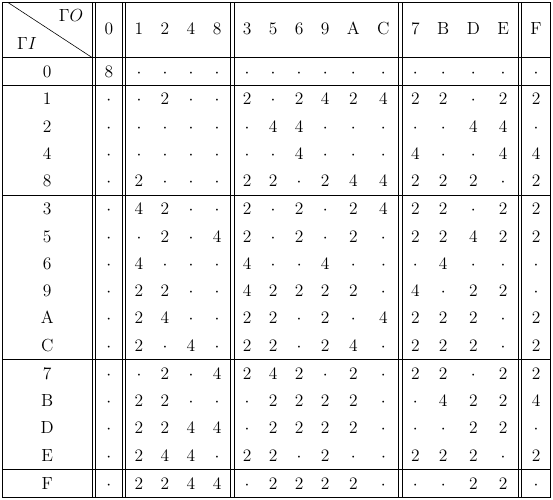 ΓO
ΓI
0 1 2 4 8 3 5 6 9 A C 7 B D E F
0 8 · · · · · · · · · · · · · · ·
1 · · 2 · · 2 · 2 4 2 4 2 2 · 2 2
2 · · · · · · 4 4 · · · · · 4 4 ·
4 · · · · · · · 4 · · · 4 · · 4 4
8 · 2 · · · 2 2 · 2 4 4 2 2 2 · 2
3 · 4 2 · · 2 · 2 · 2 4 2 2 · 2 2
5 · · 2 · 4 2 · 2 · 2 · 2 2 4 2 2
6 · 4 · · · 4 · · 4 · · · 4 · · ·
9 · 2 2 · · 4 2 2 2 2 · 4 · 2 2 ·
A · 2 4 · · 2 2 · 2 · 4 2 2 2 · 2
C · 2 · 4 · 2 2 · 2 4 · 2 2 2 · 2
7 · · 2 · 4 2 4 2 · 2 · 2 2 · 2 2
B · 2 2 · · · 2 2 2 2 · · 4 2 2 4
D · 2 2 4 4 · 2 2 2 2 · · · 2 2 ·
E · 2 4 4 · 2 2 · 2 · · 2 2 2 · 2
F · 2 2 4 4 · 2 2 2 2 · · · 2 2 ·